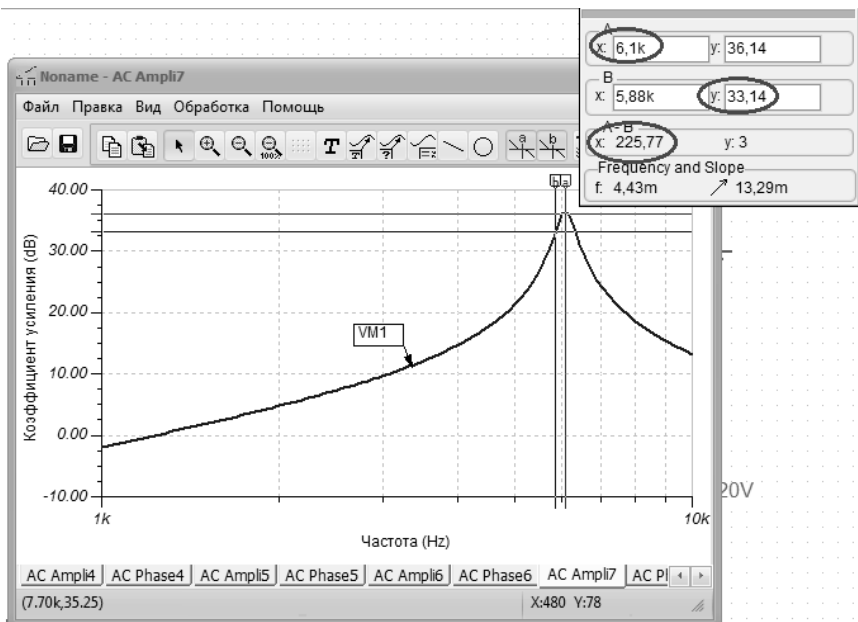 A
x: 6,1k y: 36,14
B
x: 5,88k y: 33,14
A - B
x: 225,77 y: 3
Frequency and Slope
f: 4,43m 13,29m
Noname - AC Ampli7
Файл Правка Вид Обработка Помощь
100% T ? a b
b a
40.00
30.00
20.00
10.00
0.00
-10.00
Коэффициент усиления (dB)
VM1
1k 10k
Частота (Hz)
20V
AC Ampli4 AC Phase4 AC Ampli5 AC Phase5 AC Ampli6 AC Phase6 AC Ampli7 AC Pl
(7.70k,35.25) X:480 Y:78